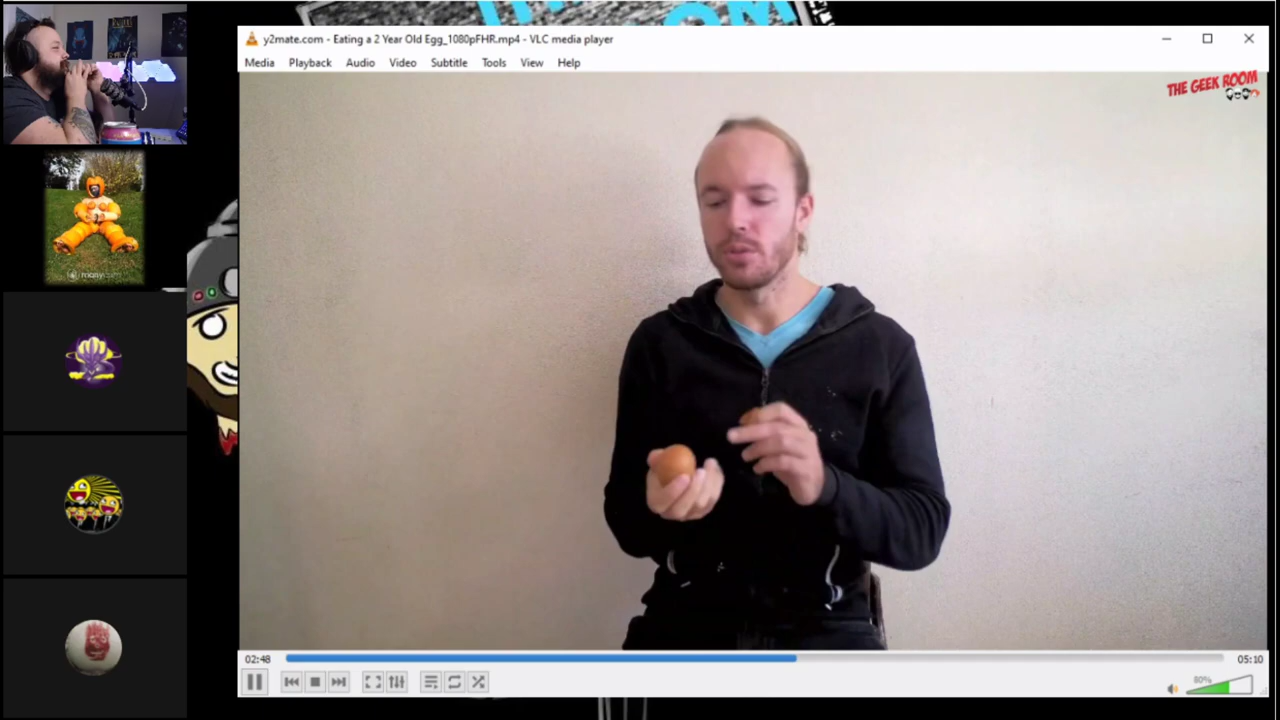 y2mate.com - Eating a 2 Year Old Egg_1080pFHR.mp4 - VLC media player
Media Playback Audio Video Subtitle Tools View Help
THE GEEK ROOM
02:48
05:10
80%